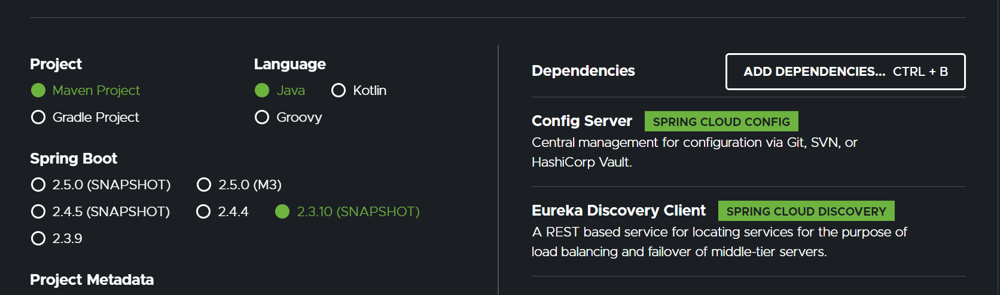 Project
Maven Project
Gradle Project
Language
Java Kotlin
Groovy
Spring Boot
2.5.0 (SNAPSHOT) 2.5.0 (M3)
2.4.5 (SNAPSHOT) 2.4.4 2.3.10 (SNAPSHOT)
2.3.9
Project Metadata
Dependencies
ADD DEPENDENCIES... CTRL + B
Config Server SPRING CLOUD CONFIG
Central management for configuration via Git, SVN, or
HashiCorp Vault.
Eureka Discovery Client SPRING CLOUD DISCOVERY
A REST based service for locating services for the purpose of
load balancing and failover of middle-tier servers.